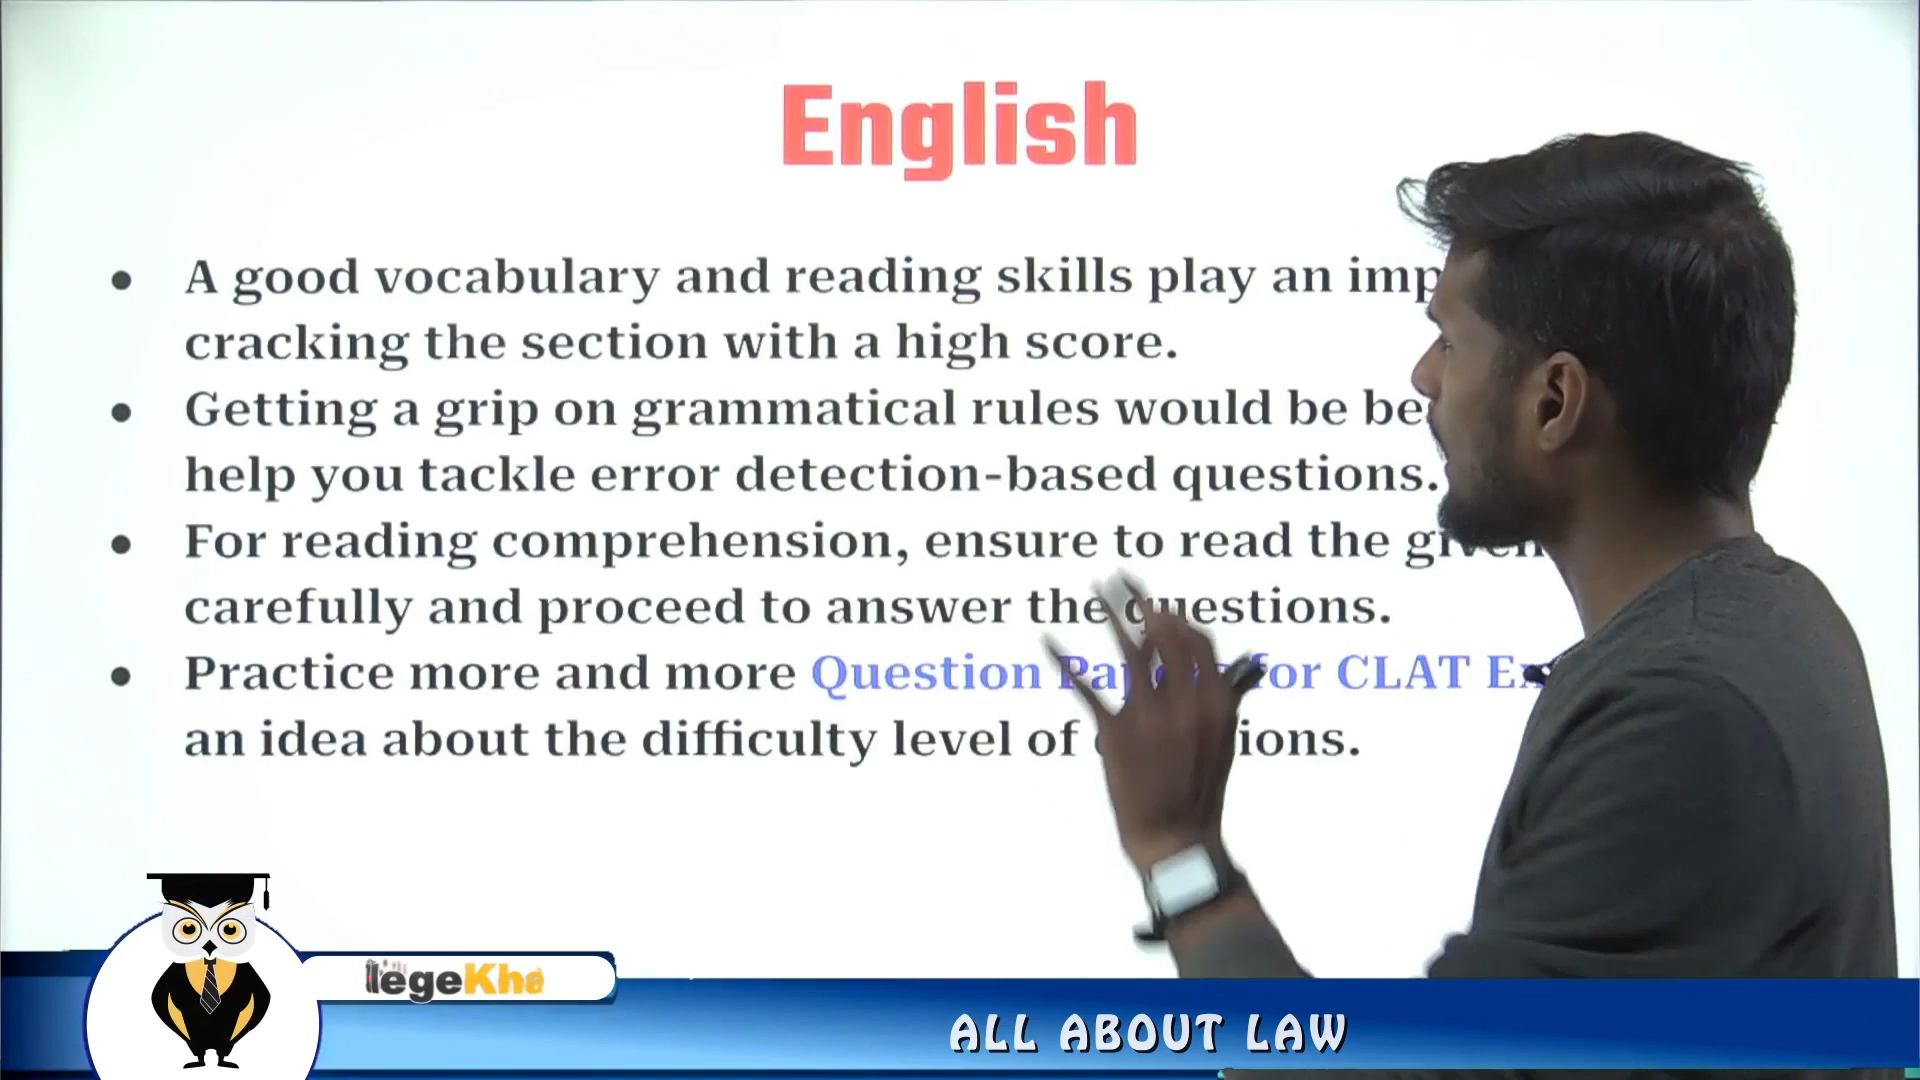 English
A good vocabulary and reading skills play an
cracking the section with a high score.
Getting a grip on grammatical rules would be
help you tackle error detection-based questions.
For reading comprehension, ensure to read the given
carefully and proceed to answer the questions.
Practice more and more Question Papers for CLAT
an idea about the difficulty level of
legeKha
ALL ABOUT LAW